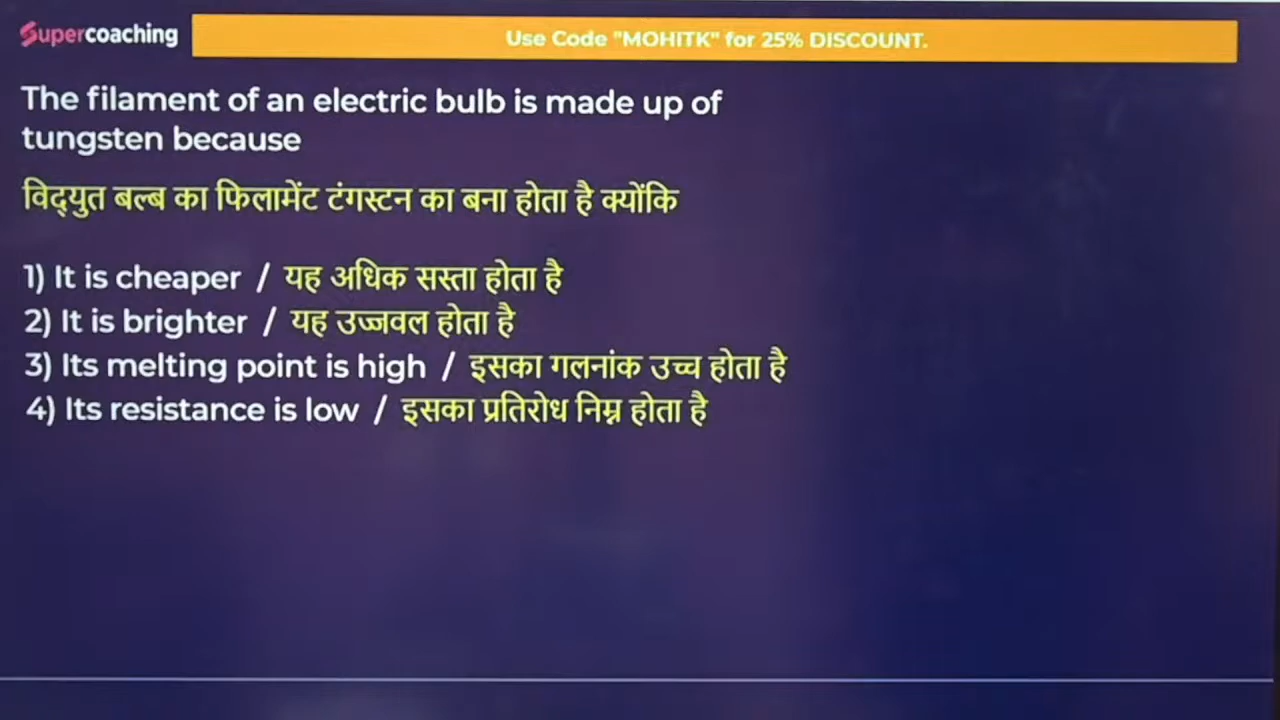 Supercoaching
Use Code "MOHITK" for 25% DISCOUNT.
The filament of an electric bulb is made up of
tungsten because
विद्युत बल्ब का फिलामेंट टंगस्टन का बना होता है क्योंकि
1) It is cheaper / यह अधिक सस्ता होता है
2) It is brighter / यह उज्जवल होता है
3) Its melting point is high / इसका गलनांक उच्च होता है
4) Its resistance is low / इसका प्रतिरोध निम्न होता है